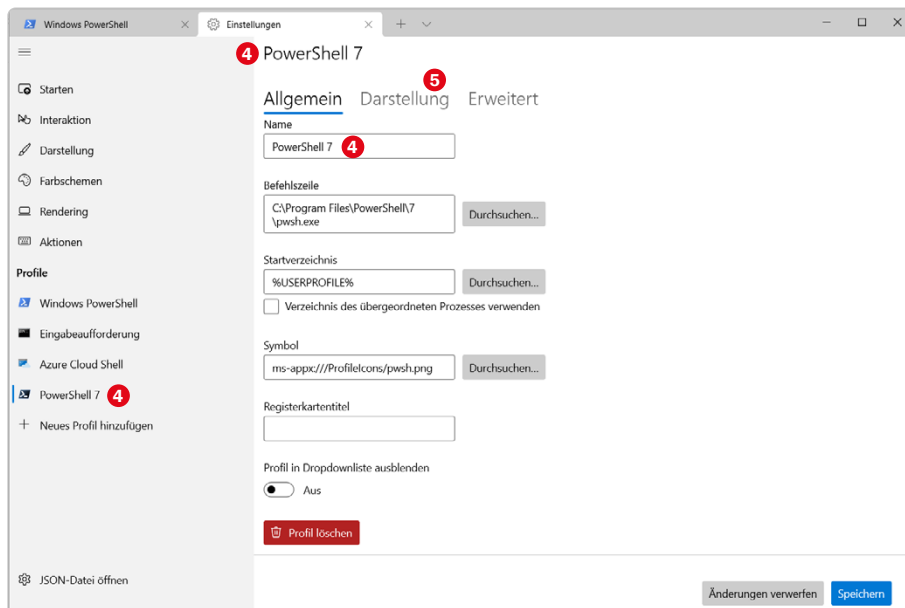 Windows PowerShell
Einstellungen
4 PowerShell 7
5
Starten
Interaktion
Darstellung
Farbschemen
Rendering
Aktionen
Profile
Windows PowerShell
Eingabeaufforderung
Azure Cloud Shell
PowerShell 7 4
Neues Profil hinzufügen
JSON-Datei öffnen
Allgemein Darstellung Erweitert
Name
PowerShell 7 4
Befehlszeile
C:\Program Files\PowerShell\7
\pwsh.exe
Durchsuchen...
Startverzeichnis
%USERPROFILE%
Durchsuchen...
Verzeichnis des übergeordneten Prozesses verwenden
Symbol
ms-appx:///ProfileIcons/pwsh.png
Durchsuchen...
Registerkartentitel
Profil in Dropdownliste ausblenden
Aus
Profil löschen
Änderungen verwerfen
Speichern